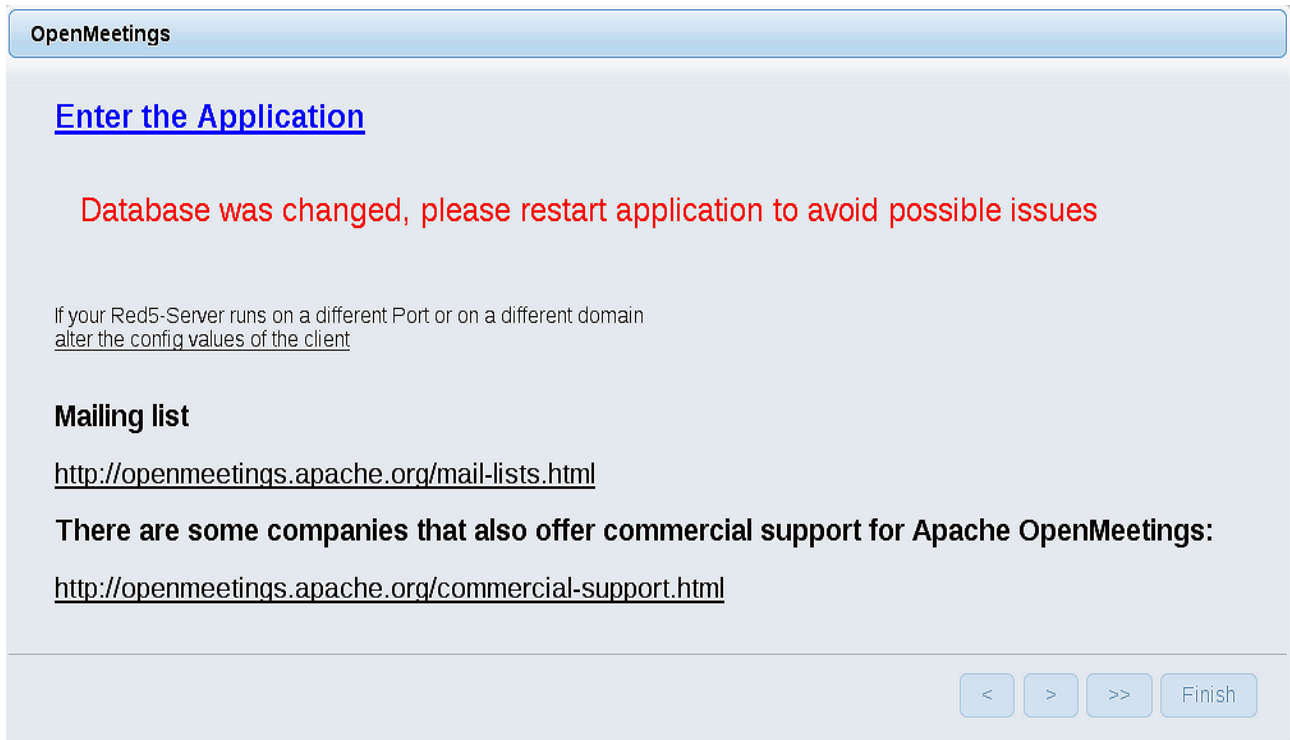 OpenMeetings
Enter the Application
Database was changed, please restart application to avoid possible issues
If your Red5-Server runs on a different Port or on a different domain
alter the config values of the client
Mailing list
http://openmeetings.apache.org/mail-lists.html
There are some companies that also offer commercial support for Apache OpenMeetings:
http://openmeetings.apache.org/commercial-support.html
< > >> Finish